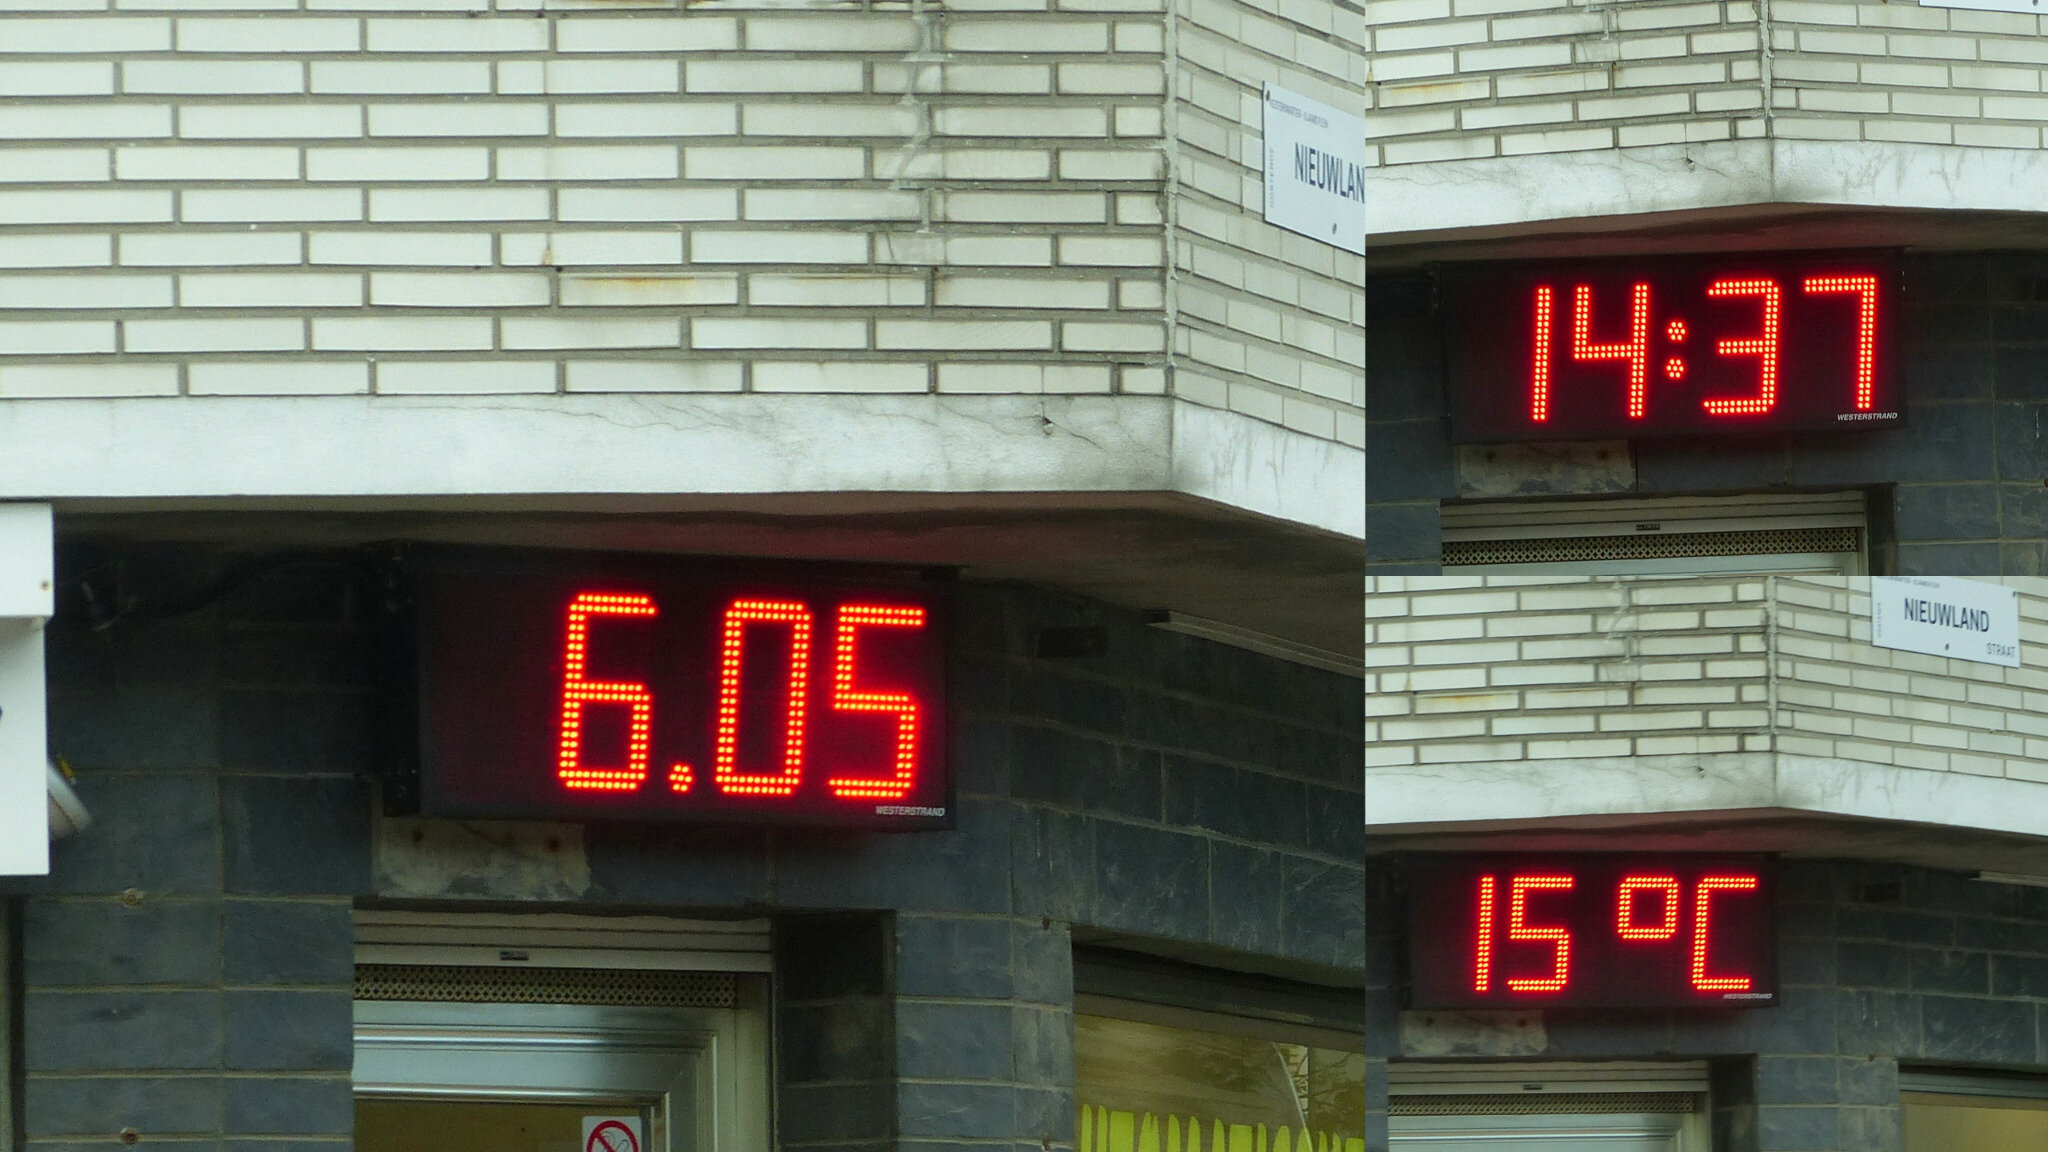 NIEUWLAN
6.05
WESTERSTRAND
14:37
WESTERSTRAND
NIEUWLAND
STRAAT
15 °C
WESTERSTRAND